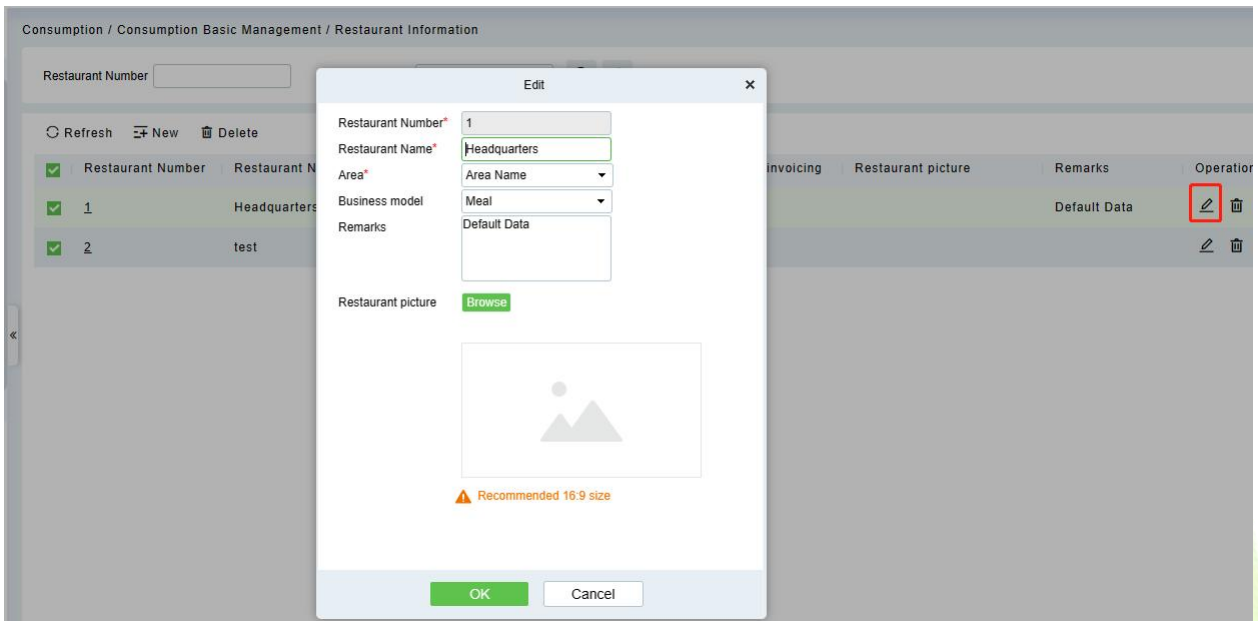 Consumption / Consumption Basic Management / Restaurant Information
Restaurant Number
Edit
Refresh New Delete
Restaurant Number Restaurant N invoicing Restaurant picture Remarks Operation
1 Headquarters Default Data
2 test
Restaurant Number* 1
Restaurant Name* Headquarters
Area* Area Name
Business model Meal
Remarks Default Data
Restaurant picture Browse
Recommended 16:9 size
OK Cancel